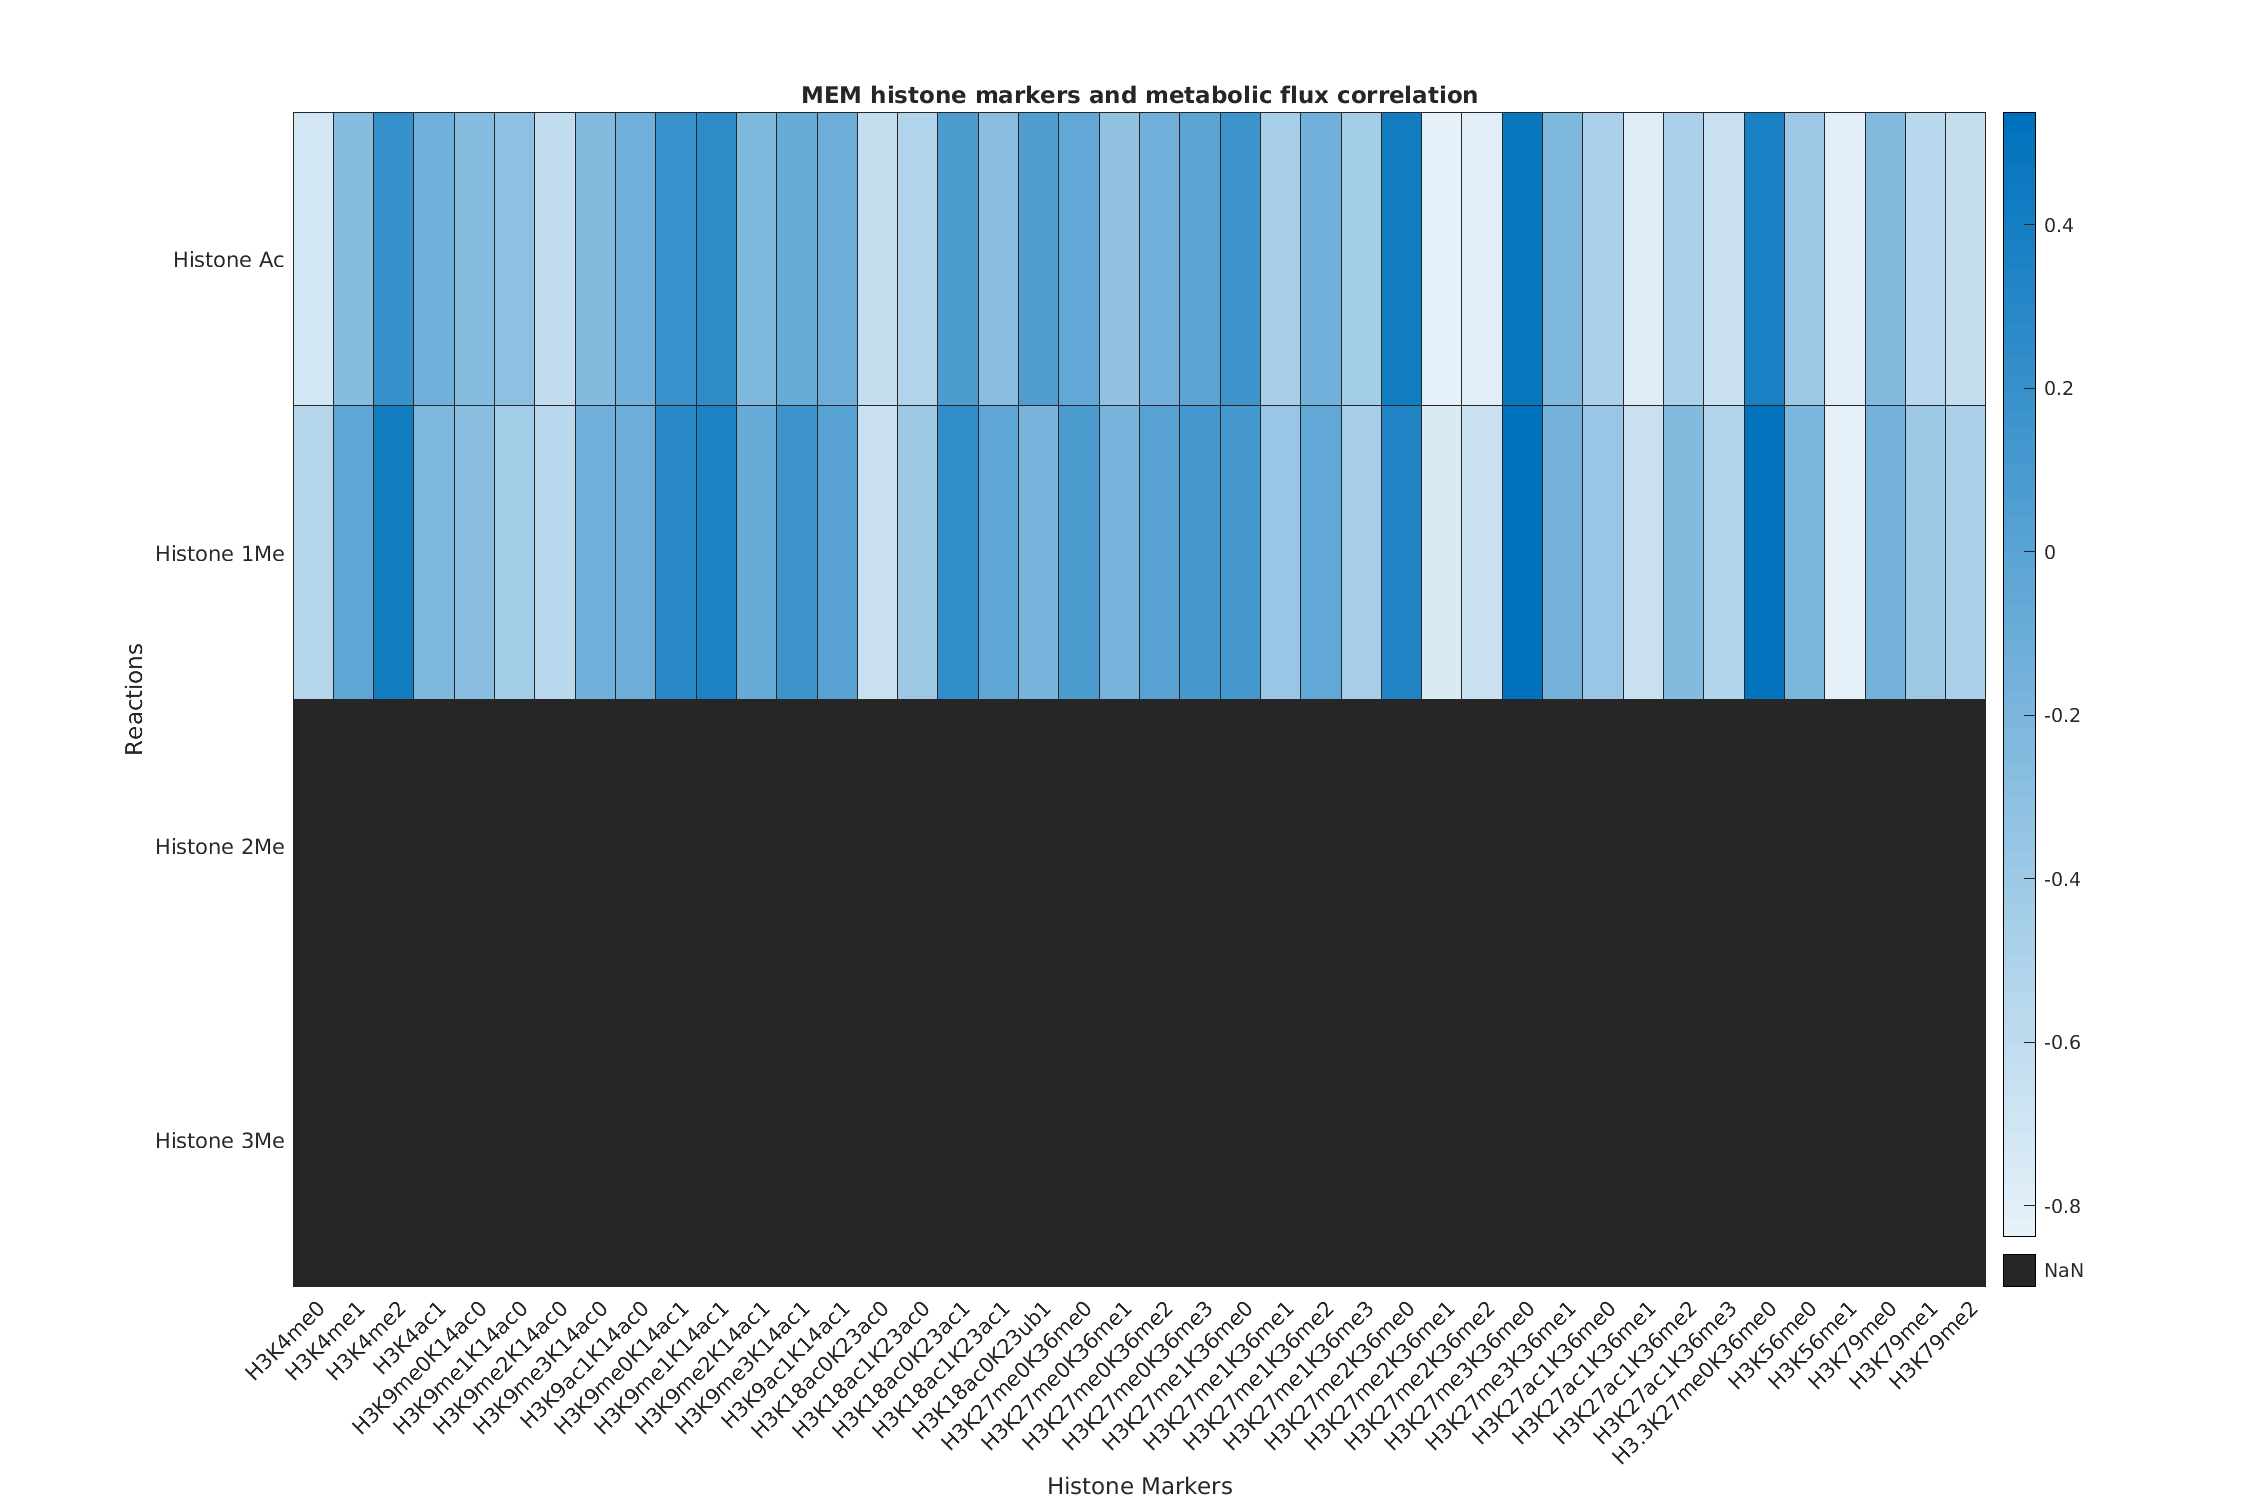 MEM histone markers and metabolic flux correlation
Reactions
Histone Ac
Histone 1Me
Histone 2Me
Histone 3Me
0.4
0.2
0
-0.2
-0.4
-0.6
-0.8
NaN
H3K4me0
H3K4me1
H3K4me2
H3K4ac1
H3K9me0K14ac0
H3K9me1K14ac0
H3K9me2K14ac0
H3K9me3K14ac0
H3K9ac1K14ac0
H3K9me0K14ac1
H3K9me1K14ac1
H3K9me2K14ac1
H3K9me3K14ac1
H3K9ac1K14ac1
H3K18ac0K23ac0
H3K18ac1K23ac0
H3K18ac0K23ac1
H3K18ac1K23ac1
H3K18ac0K23ub1
H3K27me0K36me0
H3K27me0K36me1
H3K27me0K36me2
H3K27me0K36me3
H3K27me1K36me0
H3K27me1K36me1
H3K27me1K36me2
H3K27me1K36me3
H3K27me2K36me0
H3K27me2K36me1
H3K27me2K36me2
H3K27me3K36me0
H3K27me3K36me1
H3K27ac1K36me0
H3K27ac1K36me1
H3K27ac1K36me2
H3K27ac1K36me3
H3.3K27me0K36me0
H3K56me0
H3K56me1
H3K79me0
H3K79me1
H3K79me2
Histone Markers